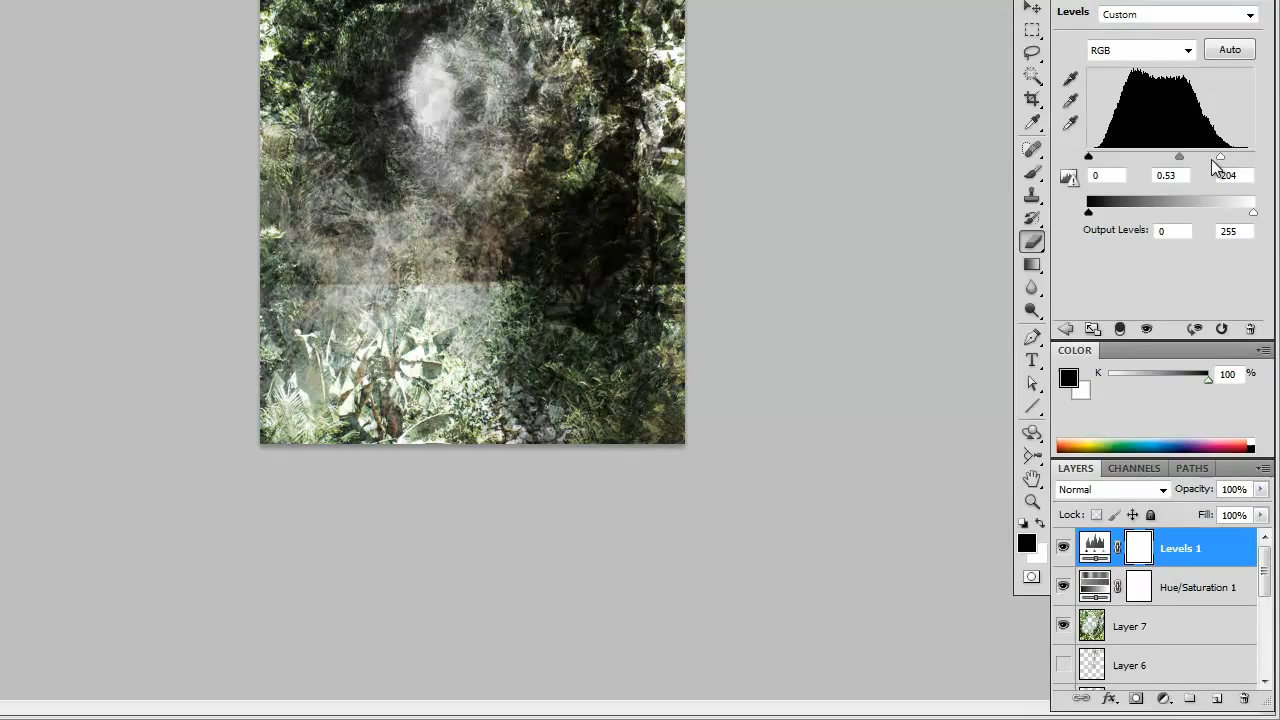 Levels Custom
RGB Auto
0 0.53 204
Output Levels: 0 255
COLOR
K 100 %
LAYERS CHANNELS PATHS
Normal Opacity: 100%
Lock: Fill: 100%
Levels 1
Hue/Saturation 1
Layer 7
Layer 6
T
fx